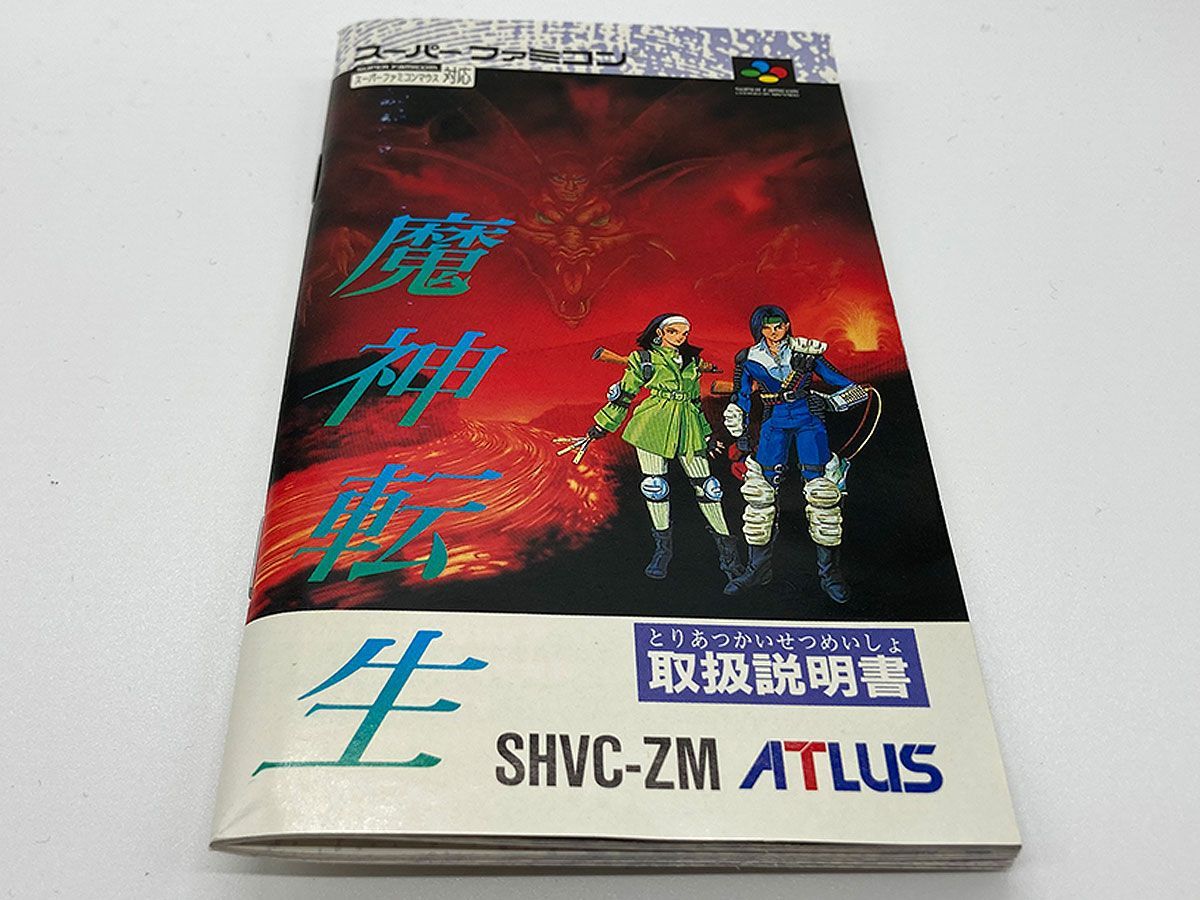 スーパーファミコン
SUPER FAMICOM
スーパーファミコンマウス対応
SUPER FAMICOM
魔神転生
とりあつかいせつめいしょ
取扱説明書
SHVC-ZM
ATLUS